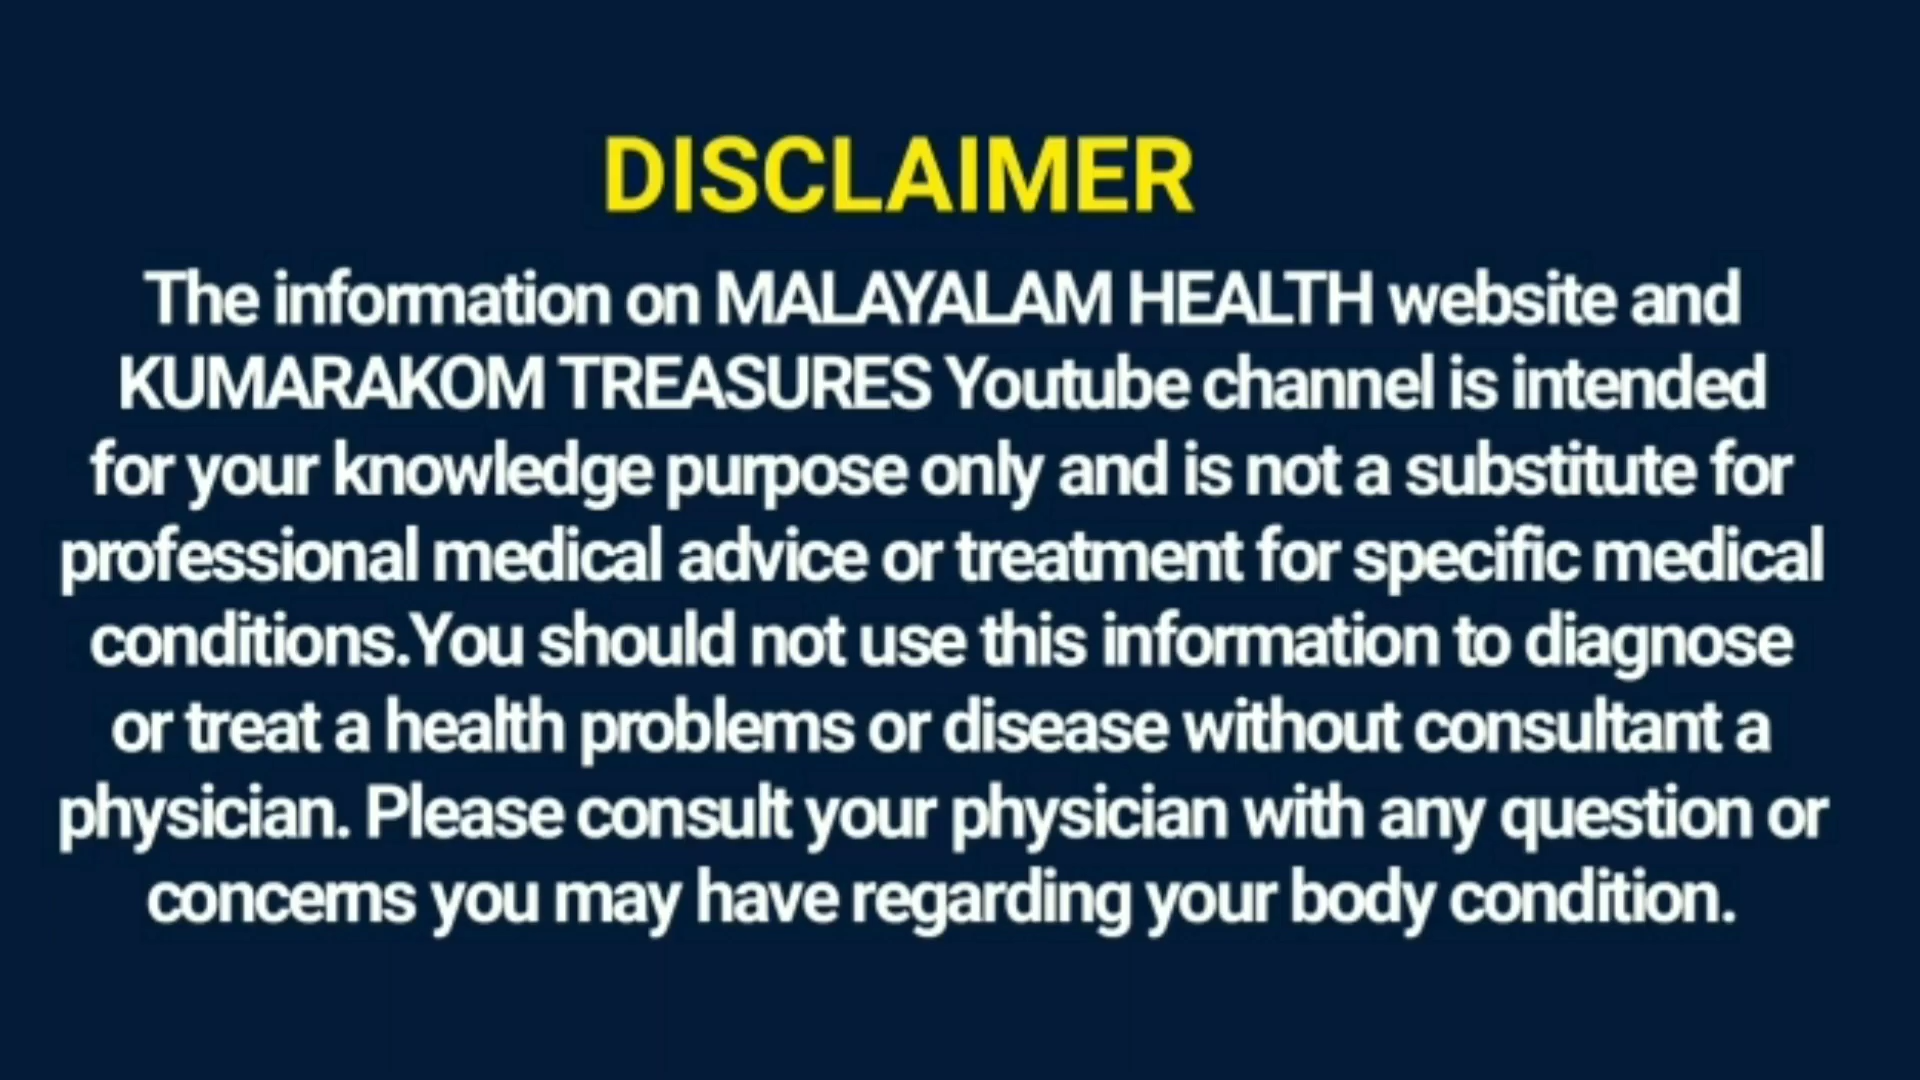 DISCLAIMER
The information on MALAYALAM HEALTH website and
KUMARAKOM TREASURES Youtube channel is intended
for your knowledge purpose only and is not a substitute for
professional medical advice or treatment for specific medical
conditions.You should not use this information to diagnose
or treat a health problems or disease without consultant a
physician. Please consult your physician with any question or
concerns you may have regarding your body condition.